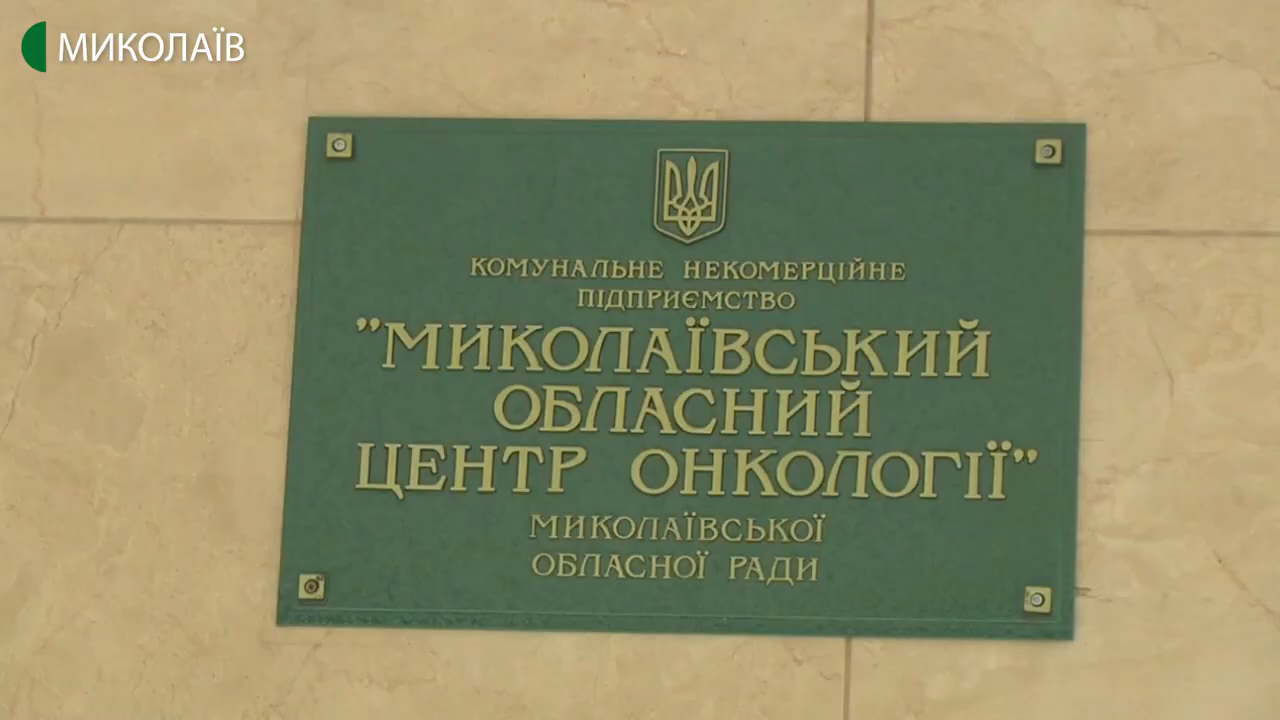 МИКОЛАЇВ
КОМУНАЛЬНЕ НЕКОМЕРЦІЙНЕ
ПІДПРИЄМСТВО
"МИКОЛАЇВСЬКИЙ
ОБЛАСНИЙ
ЦЕНТР ОНКОЛОГІЇ"
МИКОЛАЇВСЬКОЇ
ОБЛАСНОЇ РАДИ